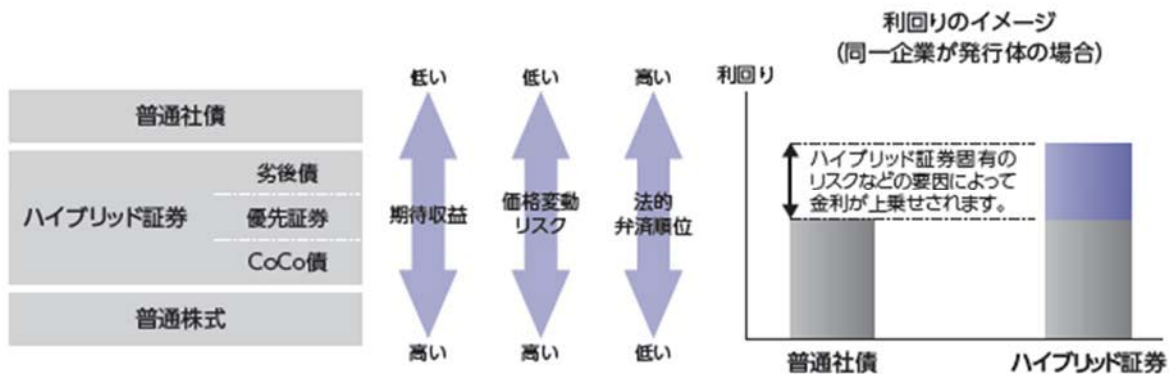 普通社債
ハイブリッド証券
劣後債
優先証券
CoCo債
普通株式
低い
期待収益
高い
低い
価格変動
リスク
高い
高い
法的
弁済順位
低い
利回りのイメージ
(同一企業が発行体の場合)
利回り
ハイブリッド証券固有の
リスクなどの要因によって
金利が上乗せされます。
普通社債
ハイブリッド証券